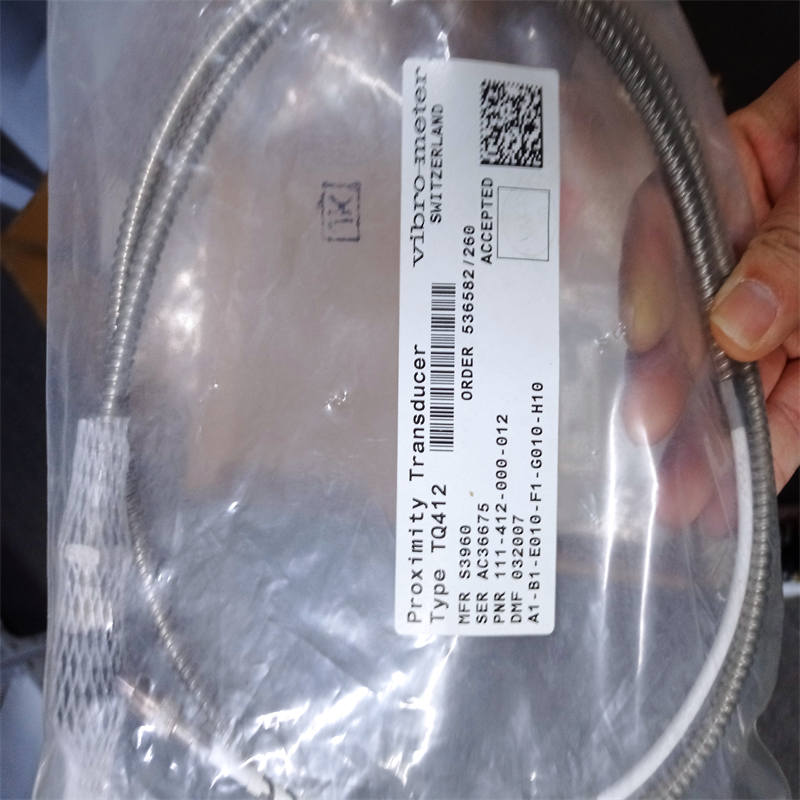 Proximity Transducer
vibro-meter
Type TQ412
SWITZERLAND
MFR S3960
ORDER 536582/260
SER AC36675
ACCEPTED
PNR 111-412-000-012
DMF 032007
A1-B1-E010-F1-G010-H10